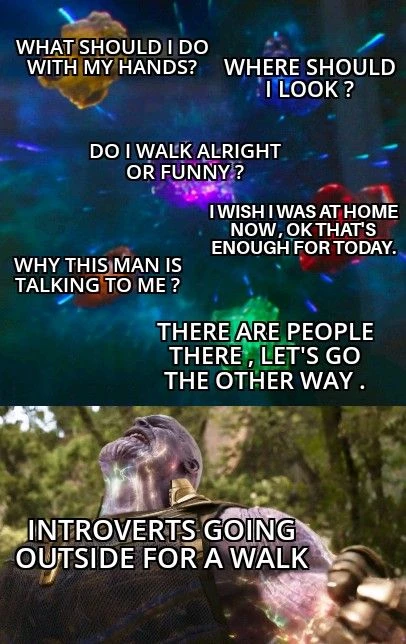 WHAT SHOULD I DO
WITH MY HANDS?
WHERE SHOULD
I LOOK ?
DO I WALK ALRIGHT
OR FUNNY ?
I WISH I WAS AT HOME
NOW , OK THAT'S
ENOUGH FOR TODAY.
WHY THIS MAN IS
TALKING TO ME ?
THERE ARE PEOPLE
THERE , LET'S GO
THE OTHER WAY .
INTROVERTS GOING
OUTSIDE FOR A WALK